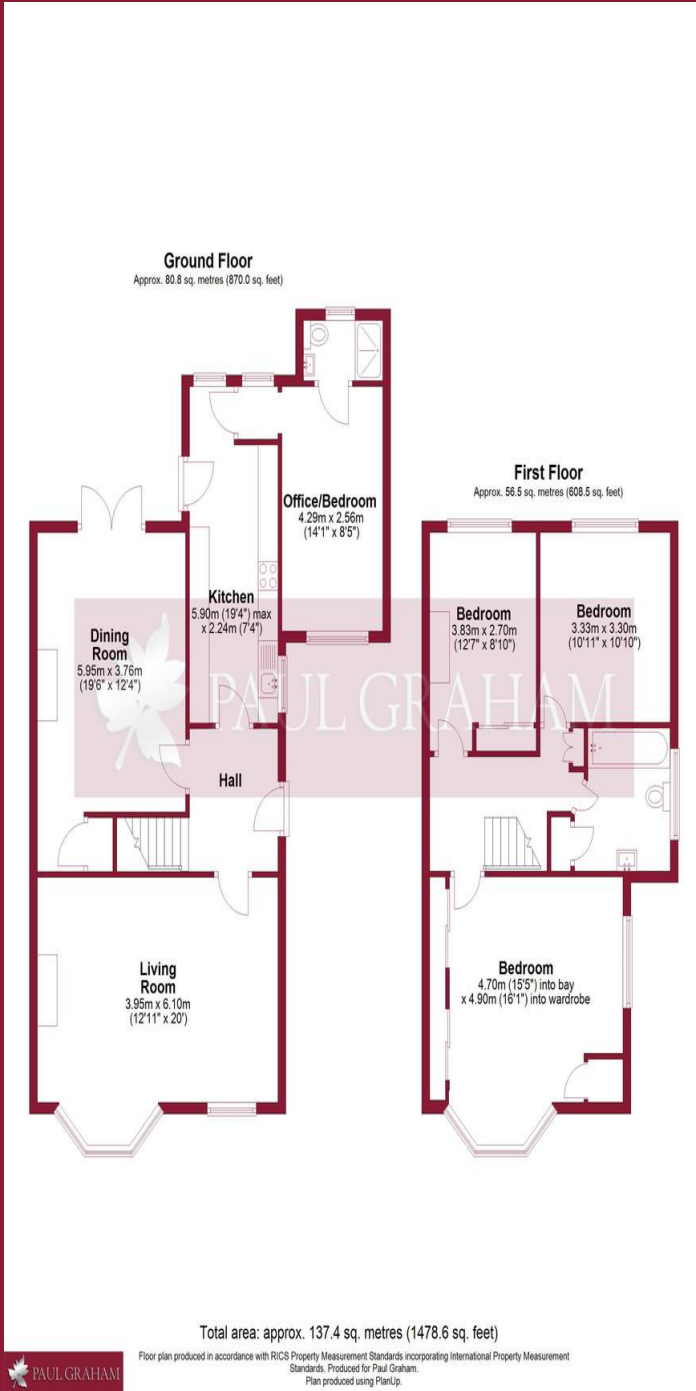 Ground Floor
Approx. 80.8 sq. metres (870.0 sq. feet)
Office/Bedroom
4.29m x 2.56m
(14'1" x 8'5")
Kitchen
5.90m (19'4") max
x 2.24m (7'4")
Dining
Room
5.95m x 3.76m
(19'6" x 12'4")
Hall
Living
Room
3.95m x 6.10m
(12'11" x 20')
First Floor
Approx. 56.5 sq. metres (608.5 sq. feet)
Bedroom
3.83m x 2.70m
(12'7" x 8'10")
Bedroom
3.33m x 3.30m
(10'11" x 10'10")
Bedroom
4.70m (15'5") into bay
x 4.90m (16'1") into wardrobe
PAUL GRAHAM
Total area: approx. 137.4 sq. metres (1478.6 sq. feet)
Floor plan produced in accordance with RICS Property Measurement Standards incorporating International Property Measurement
Standards. Produced for Paul Graham.
Plan produced using PlanUp.
PAUL GRAHAM